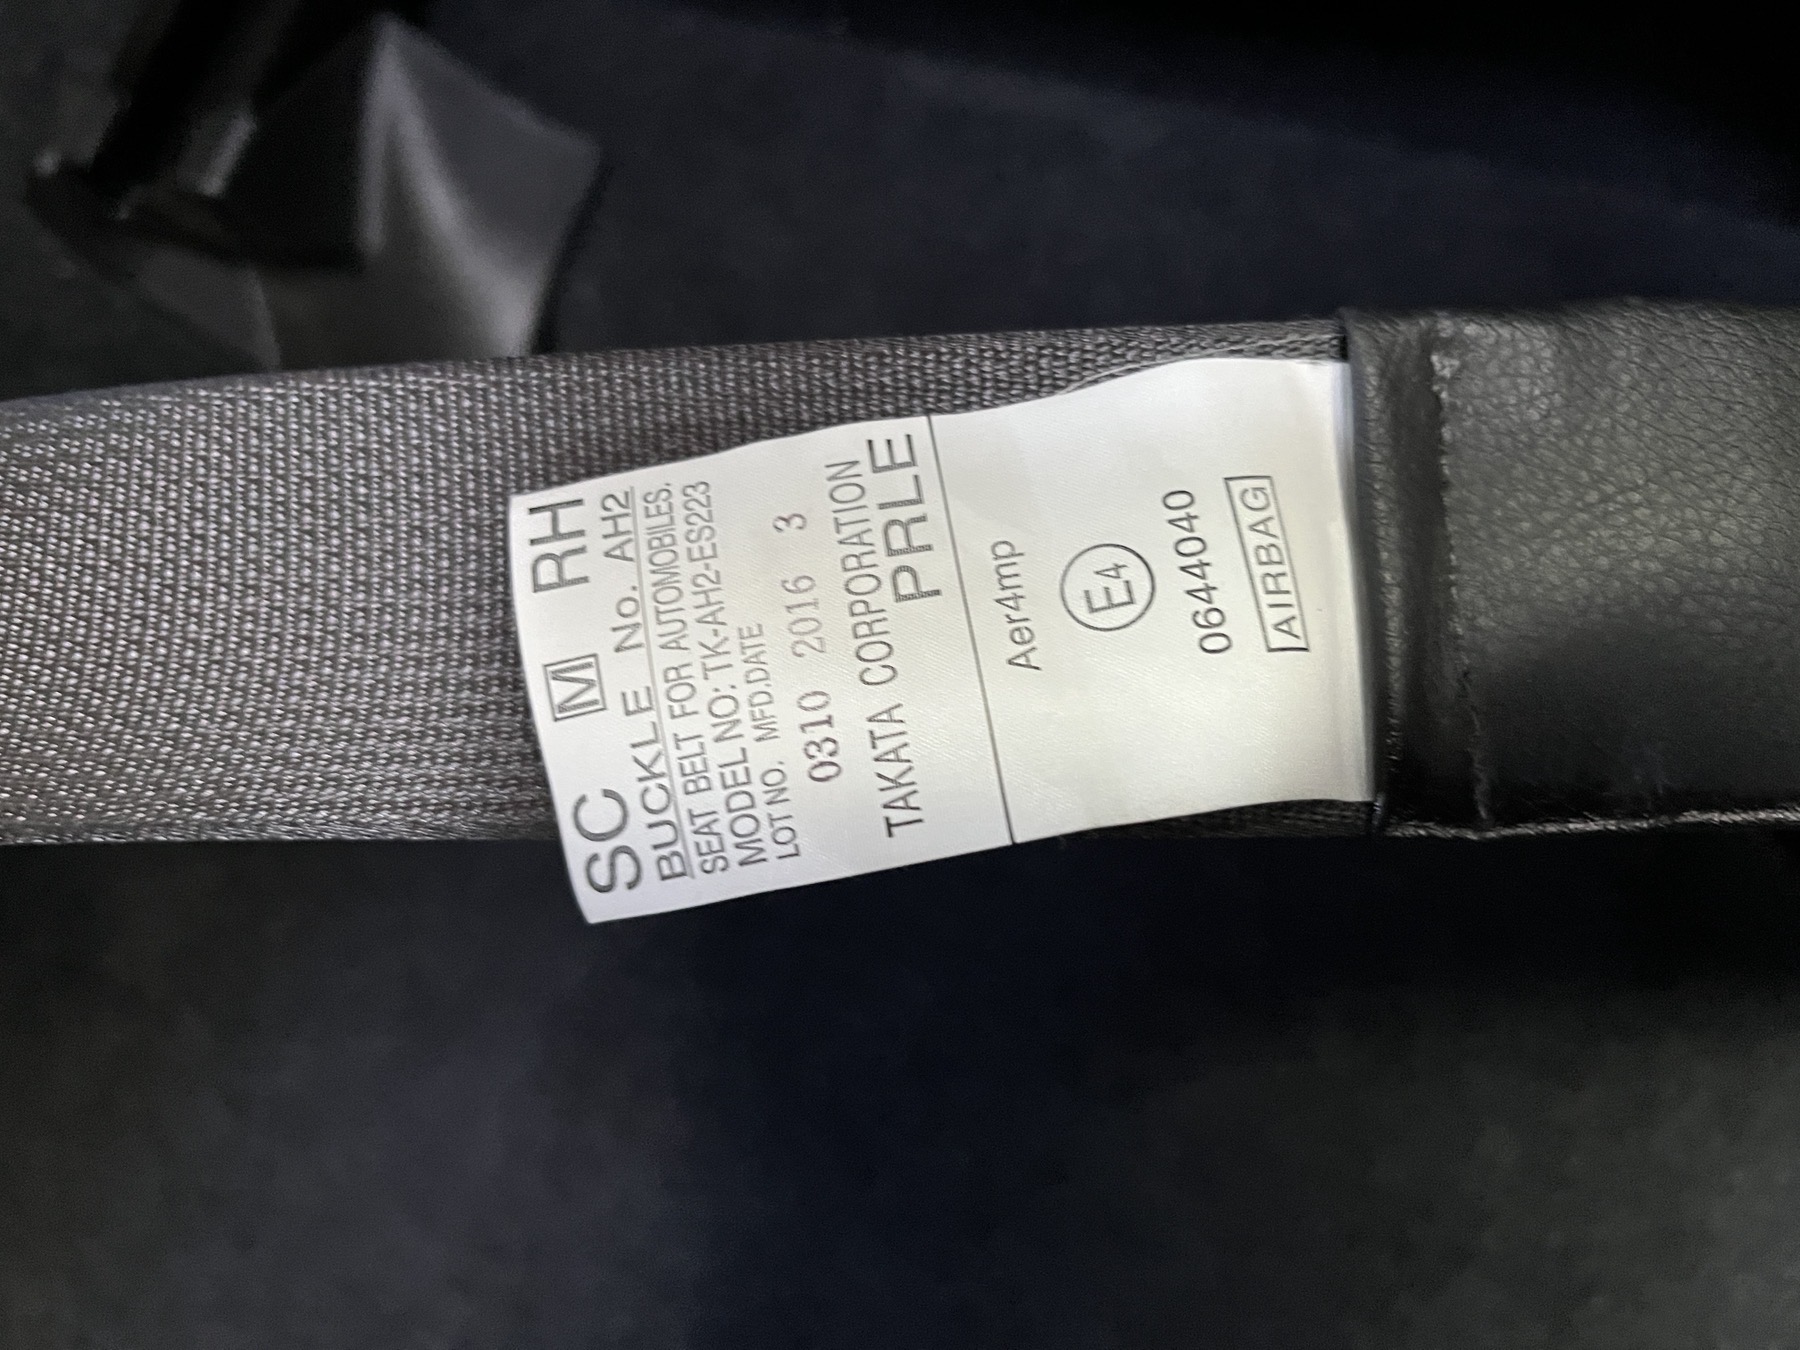 SC M RH
BUCKLE No. AH2
SEAT BELT FOR AUTOMOBILES.
MODEL NO: TK-AH2-ES223
LOT NO. MFD.DATE
0310 2016 3
TAKATA CORPORATION
PRLE
Aer4mp
E4
0644040
AIRBAG